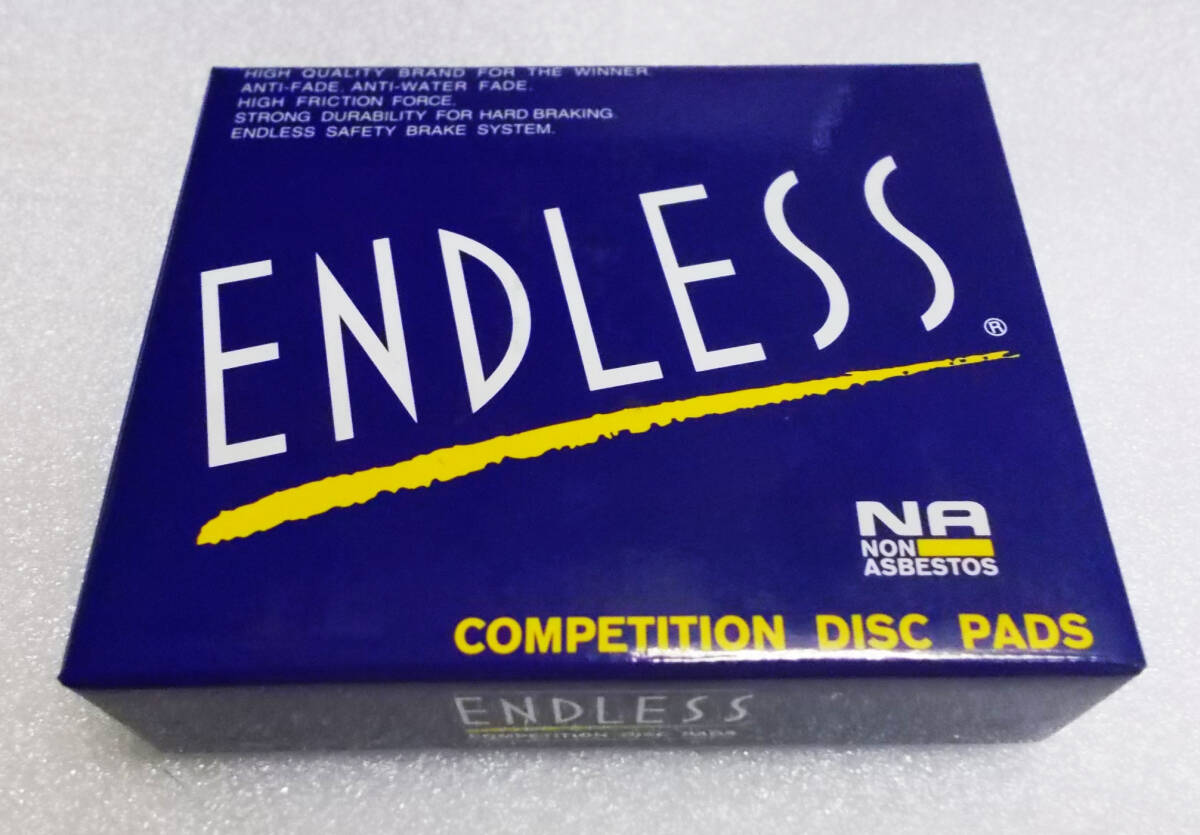 HIGH QUALITY BRAND FOR THE WINNER.
ANTI-FADE. ANTI-WATER FADE.
HIGH FRICTION FORCE.
STRONG DURABILITY FOR HARD BRAKING.
ENDLESS SAFETY BRAKE SYSTEM.
ENDLESS®
NA
NON
ASBESTOS
COMPETITION DISC PADS
ENDLESS
COMPETITION DISC PADS